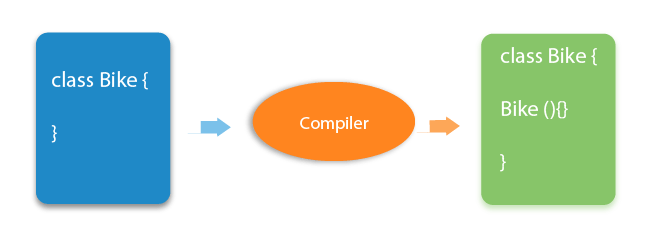 class Bike {
}
Compiler
class Bike {
Bike (){}
}